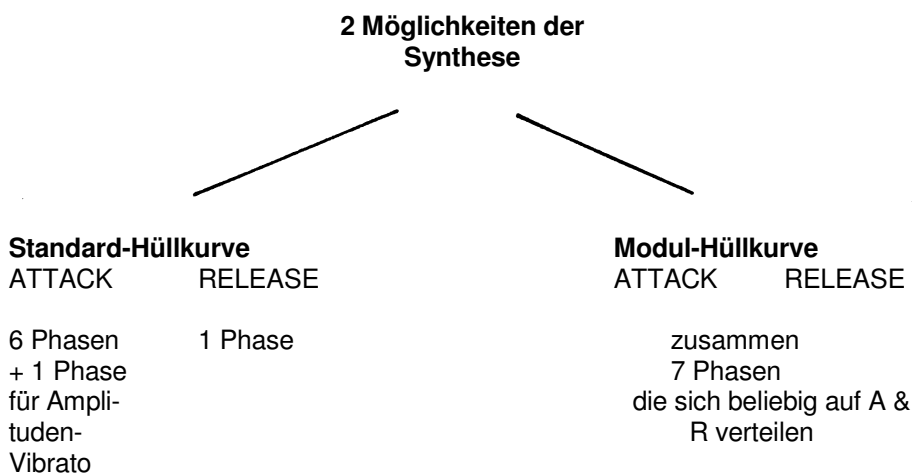 2 Möglichkeiten der
Synthese
Standard-Hüllkurve
ATTACK RELEASE
6 Phasen 1 Phase
+ 1 Phase
für Ampli-
tuden-
Vibrato
Modul-Hüllkurve
ATTACK RELEASE
zusammen
7 Phasen
die sich beliebig auf A &
R verteilen